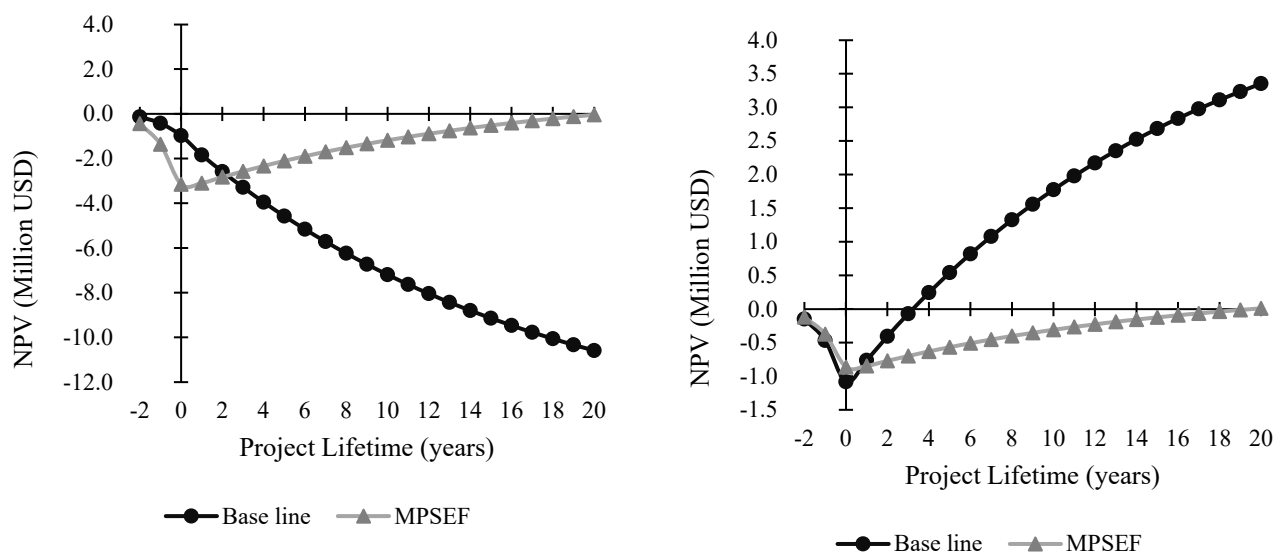 4.0
2.0
0.0
-2.0
-4.0
-6.0
-8.0
-10.0
-12.0
NPV (Million USD)
-2 0 2 4 6 8 10 12 14 16 18 20
Project Lifetime (years)
Base line MPSEF
4.0
3.5
3.0
2.5
2.0
1.5
1.0
0.5
0.0
-0.5
-1.0
-1.5
NPV (Million USD)
-2 0 2 4 6 8 10 12 14 16 18 20
Project Lifetime (years)
Base line MPSEF